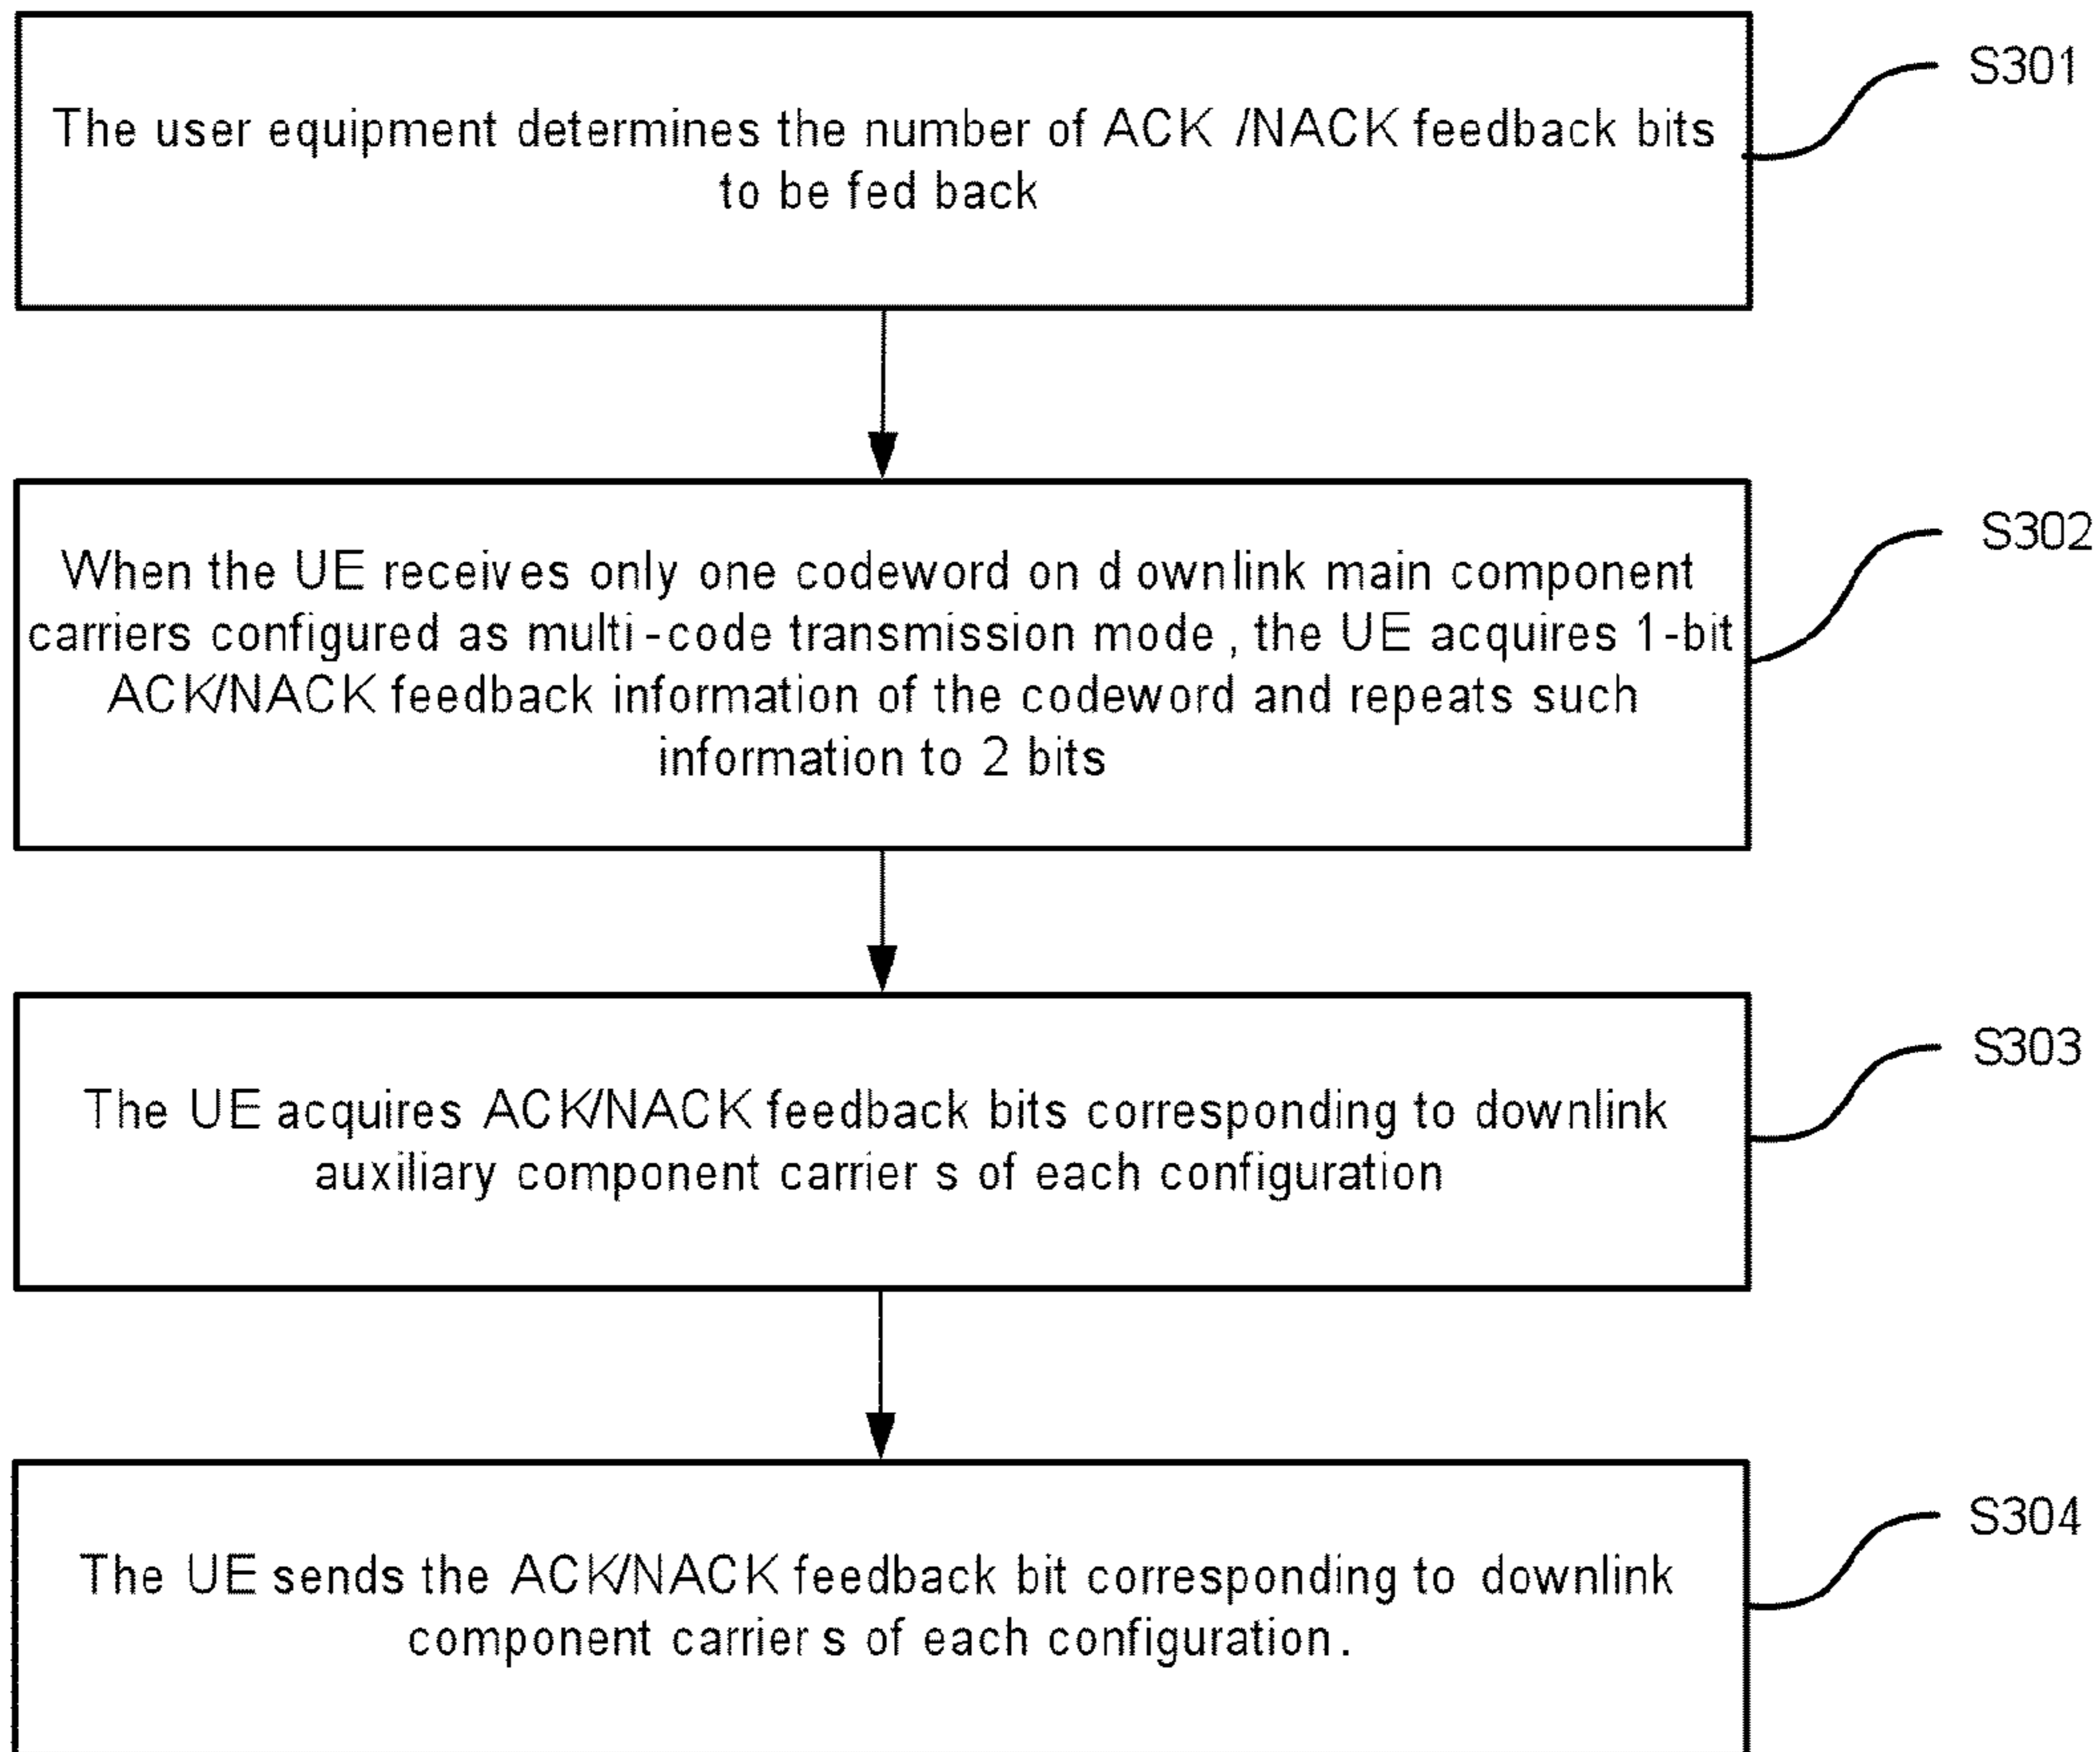 S301
The user equipment determines the number of ACK /NACK feedback bits
to be fed back
S302
When the UE receives only one codeword on d ownlink main component
carriers configured as multi-code transmission mode, the UE acquires 1-bit
ACK/NACK feedback information of the codeword and repeats such
information to 2 bits
S303
The UE acquires ACK/NACK feedback bits corresponding to downlink
auxiliary component carrier s of each configuration
S304
The UE sends the ACK/NACK feedback bit corresponding to downlink
component carrier s of each configuration.